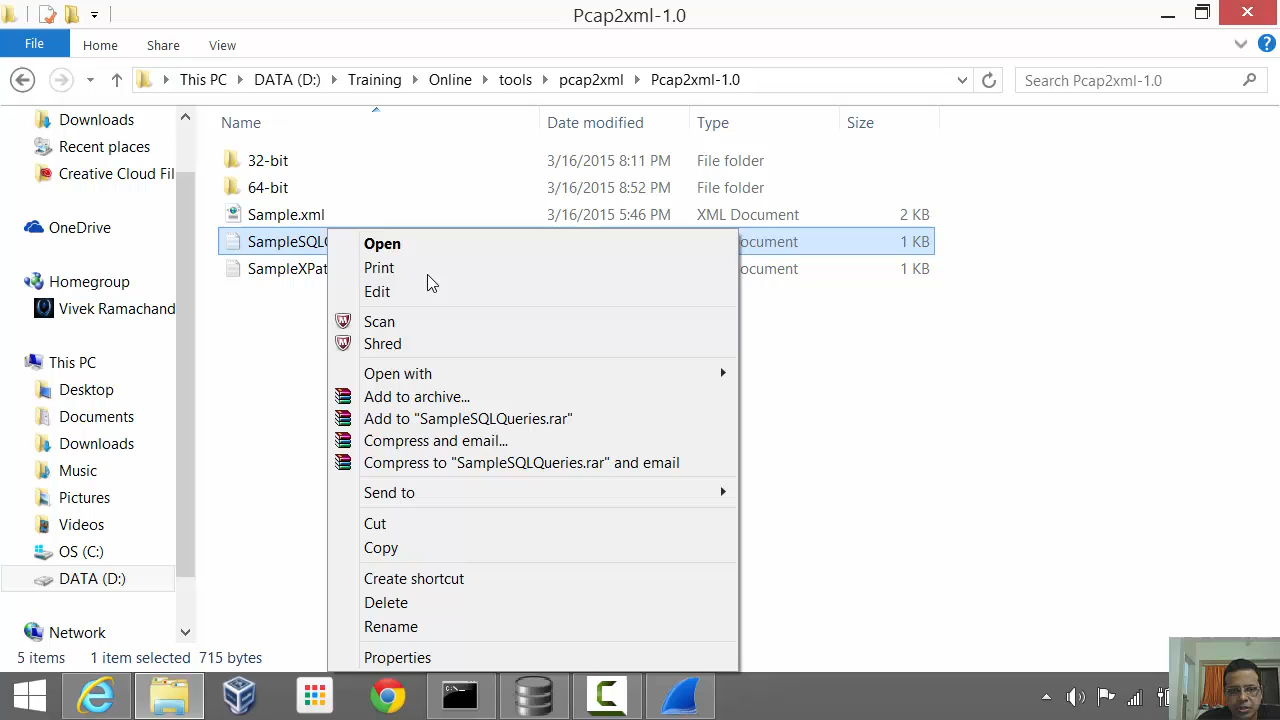 Pcap2xml-1.0
File Home Share View
This PC DATA (D:) Training Online tools pcap2xml Pcap2xml-1.0
Search Pcap2xml-1.0
Name Date modified Type Size
Downloads
Recent places
Creative Cloud Fil
OneDrive
Homegroup
Vivek Ramachand
This PC
Desktop
Documents
Downloads
Music
Pictures
Videos
OS (C:)
DATA (D:)
Network
32-bit 3/16/2015 8:11 PM File folder
64-bit 3/16/2015 8:52 PM File folder
Sample.xml 3/16/2015 5:46 PM XML Document 2 KB
SampleSQL ocument 1 KB
SampleXPat ocument 1 KB
Open
Print
Edit
Scan
Shred
Open with
Add to archive...
Add to "SampleSQLQueries.rar"
Compress and email...
Compress to "SampleSQLQueries.rar" and email
Send to
Cut
Copy
Create shortcut
Delete
Rename
Properties
5 items 1 item selected 715 bytes